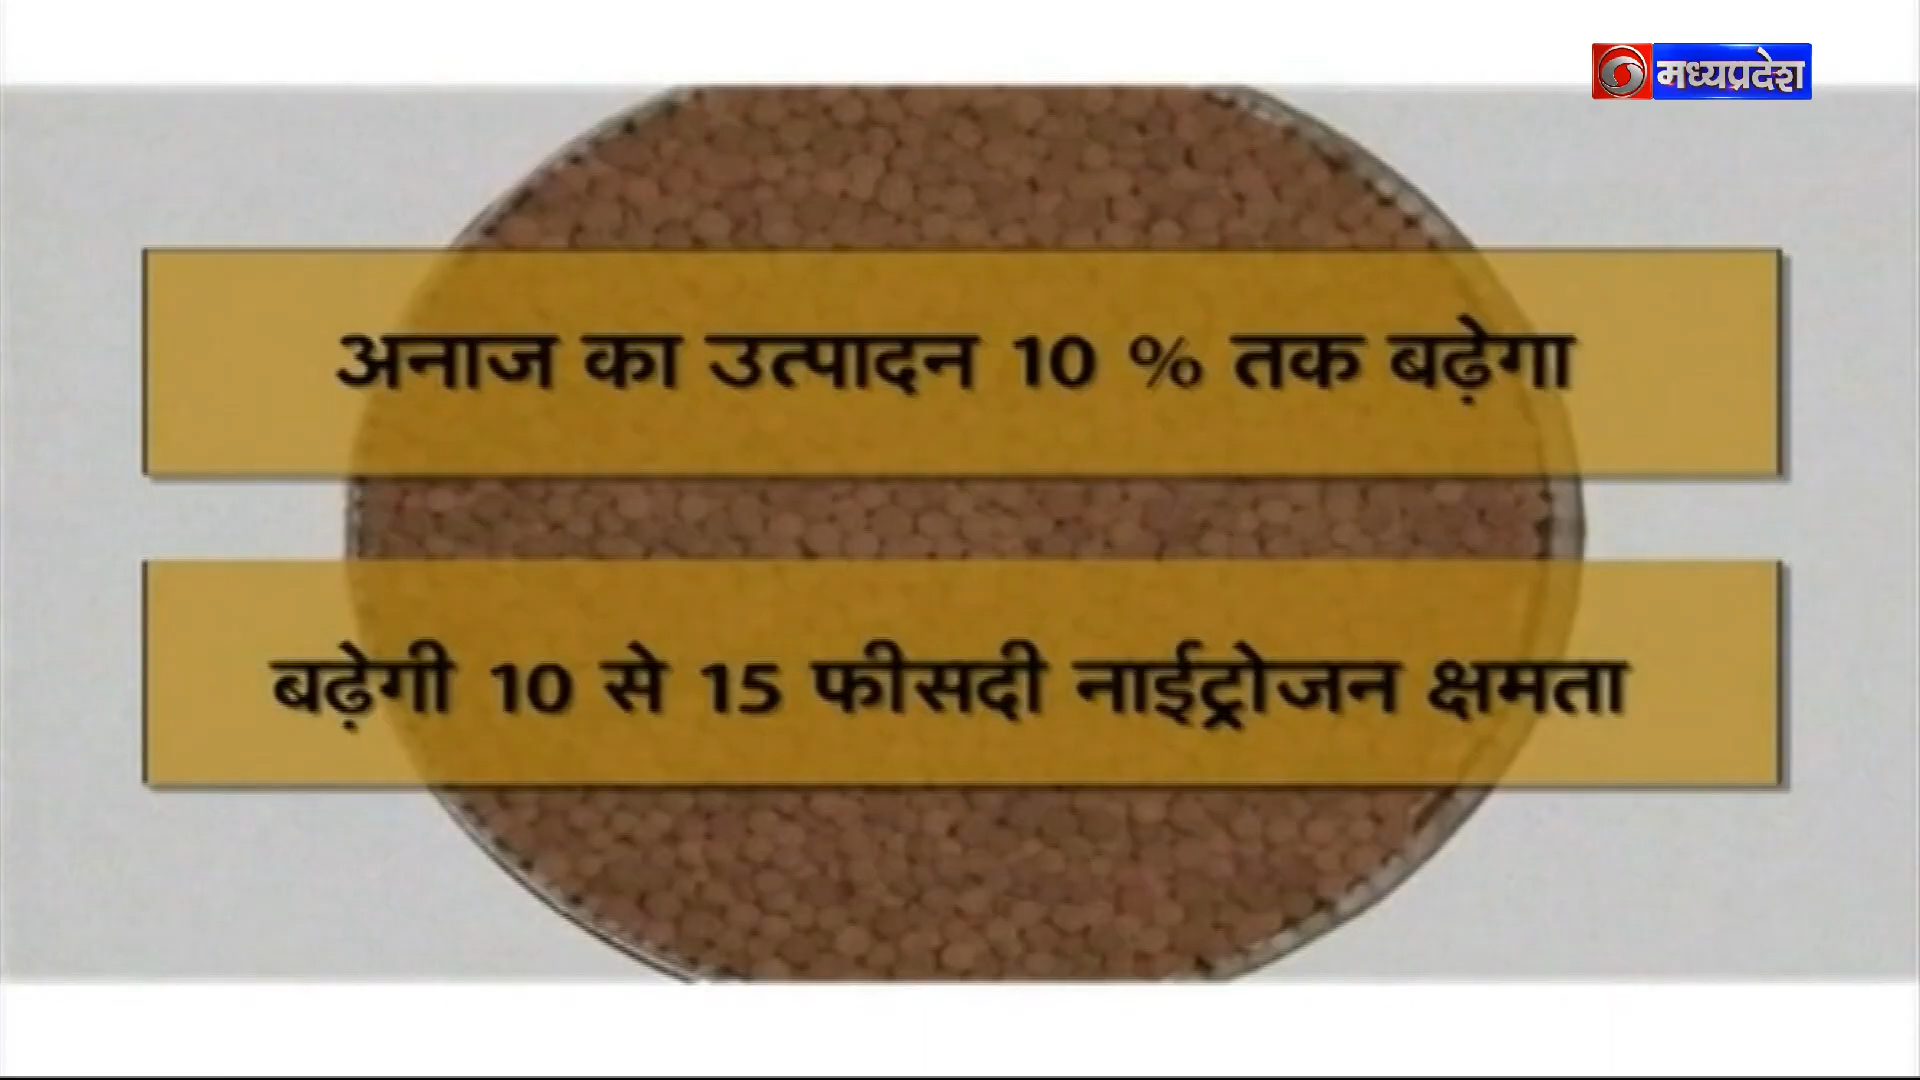 मध्यप्रदेश
अनाज का उत्पादन 10 % तक बढ़ेगा
बढ़ेगी 10 से 15 फीसदी नाईट्रोजन क्षमता